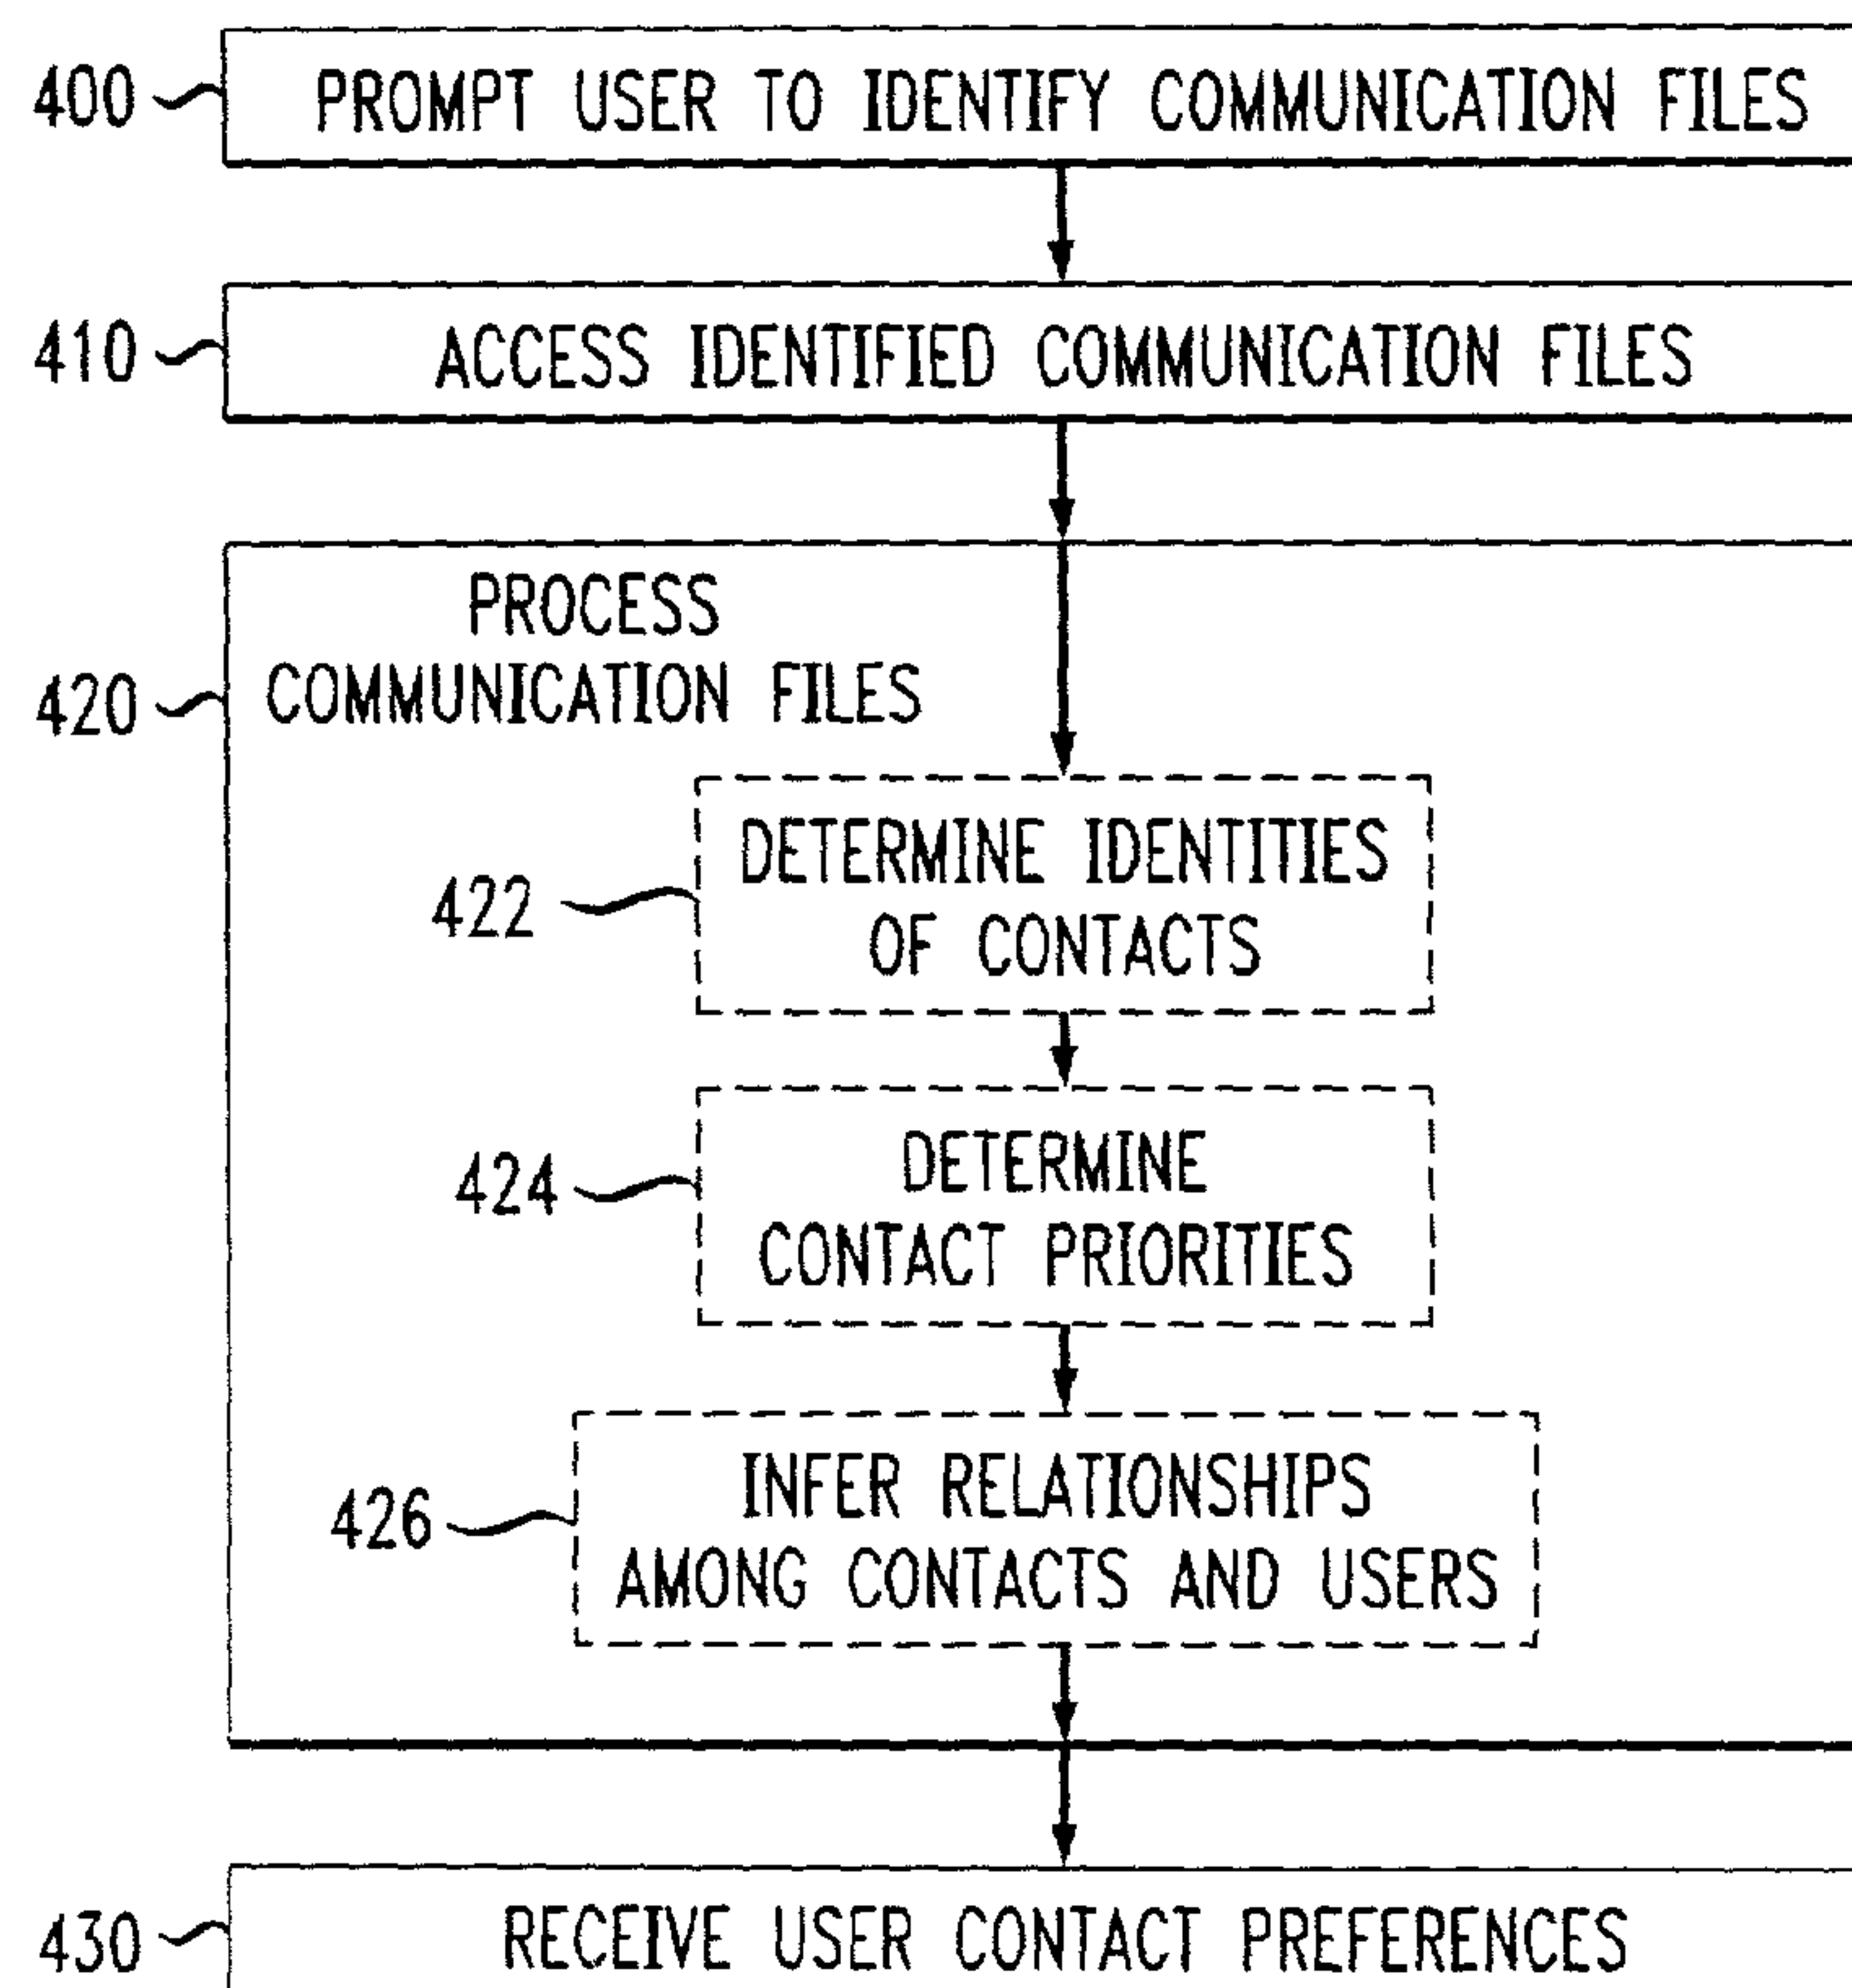 400 PROMPT USER TO IDENTIFY COMMUNICATION FILES
410 ACCESS IDENTIFIED COMMUNICATION FILES
PROCESS
420 COMMUNICATION FILES
DETERMINE IDENTITIES
422
OF CONTACTS
DETERMINE
424
CONTACT PRIORITIES
INFER RELATIONSHIPS
426
AMONG CONTACTS AND USERS
430 RECEIVE USER CONTACT PREFERENCES